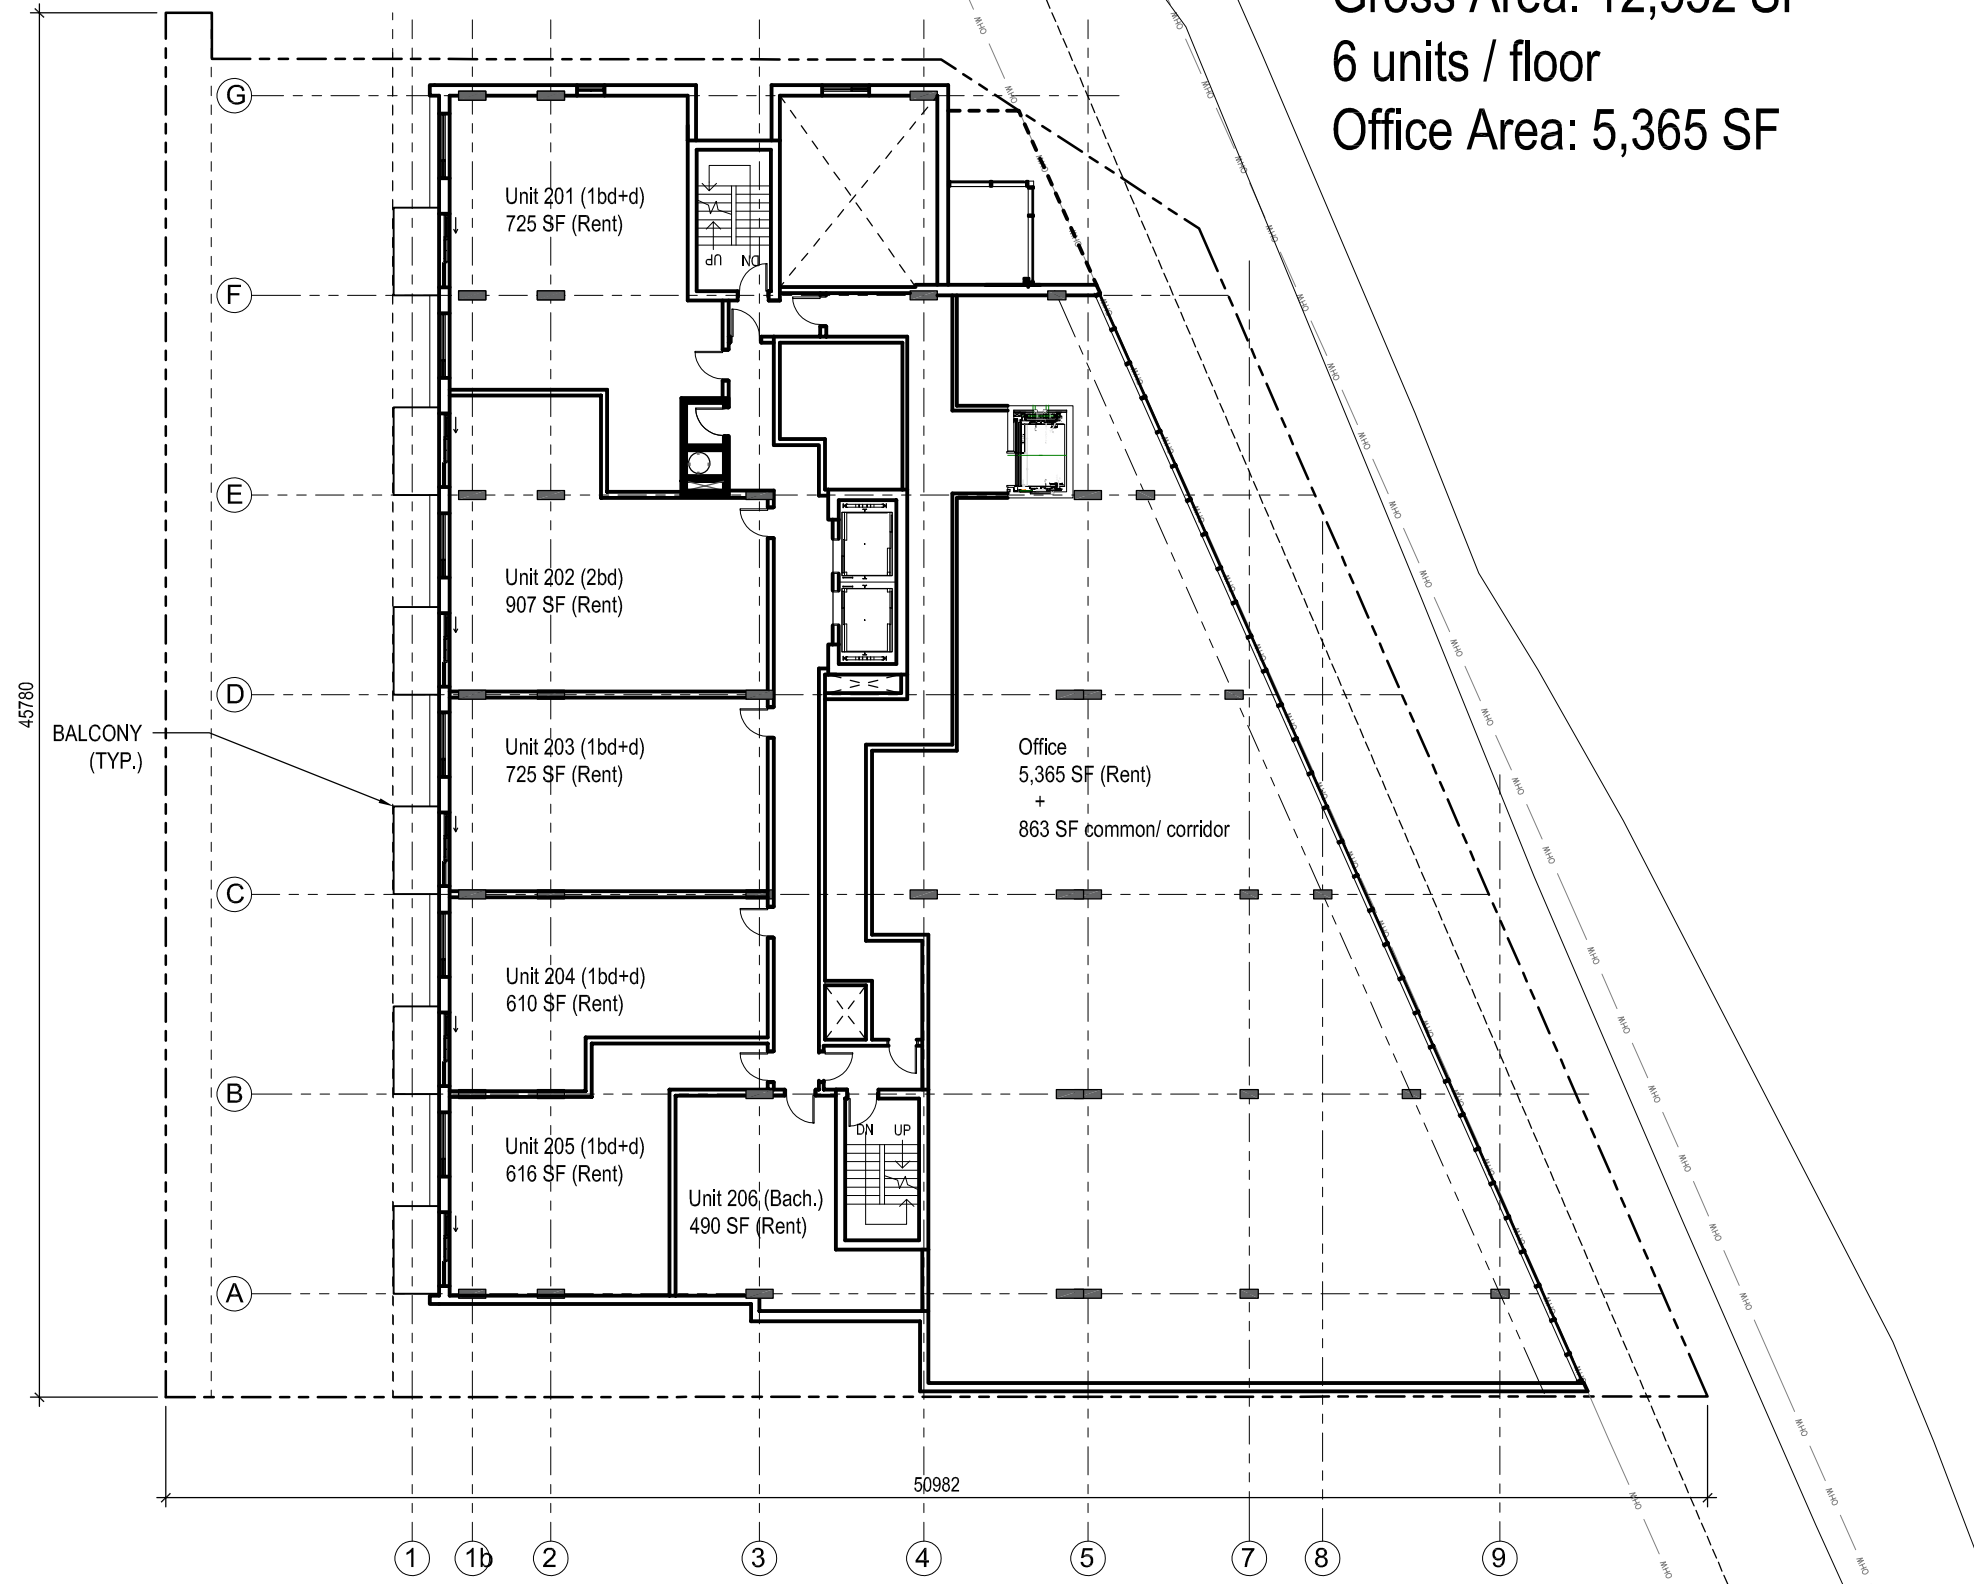 6 units / floor
Office Area: 5,365 SF
G
Unit 201 (1bd+d)
725 SF (Rent)
UP
DN
F
E
Unit 202 (2bd)
907 SF (Rent)
D
45780
BALCONY
(TYP.)
Unit 203 (1bd+d)
725 SF (Rent)
Office
5,365 SF (Rent)
+
863 SF common/ corridor
C
Unit 204 (1bd+d)
610 SF (Rent)
B
DN
UP
Unit 205 (1bd+d)
616 SF (Rent)
Unit 206 (Bach.)
490 SF (Rent)
A
50982
1
1b
2
3
4
5
7
8
9
OHW